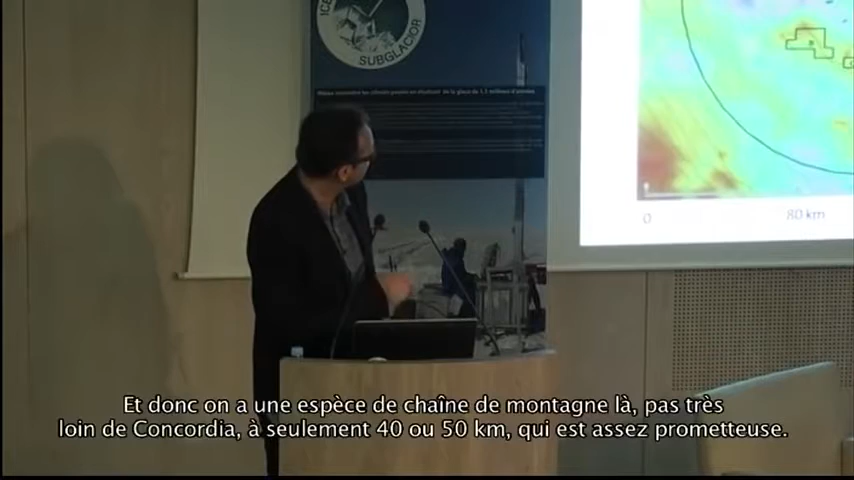 ICE
SUBGLACIOR
0
80 km
Et donc on a une espèce de chaîne de montagne là, pas très
loin de Concordia, à seulement 40 ou 50 km, qui est assez prometteuse.